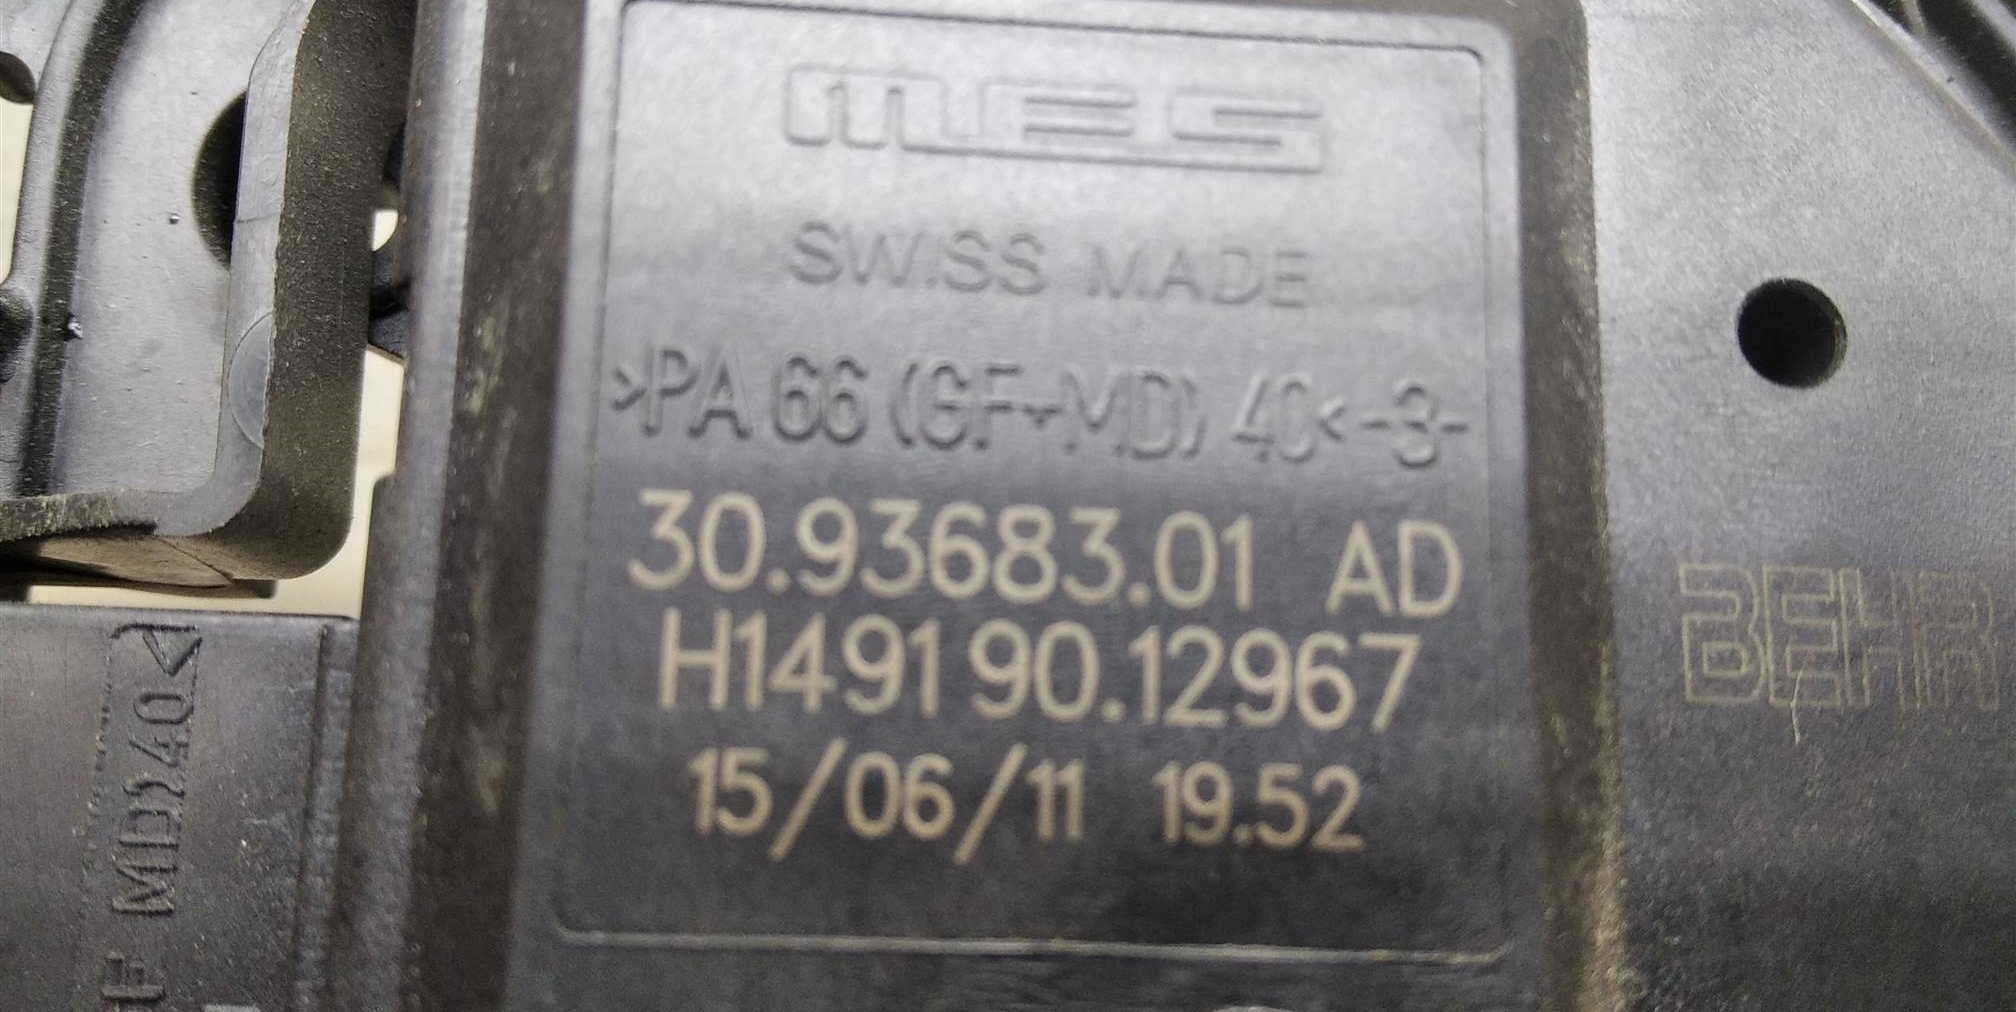 MES
SWISS MADE
>PA 66 (GF+MD) 40< -3-
30.93683.01 AD
H149190.12967
15/06/11 19.52
BEHR
MD)40<